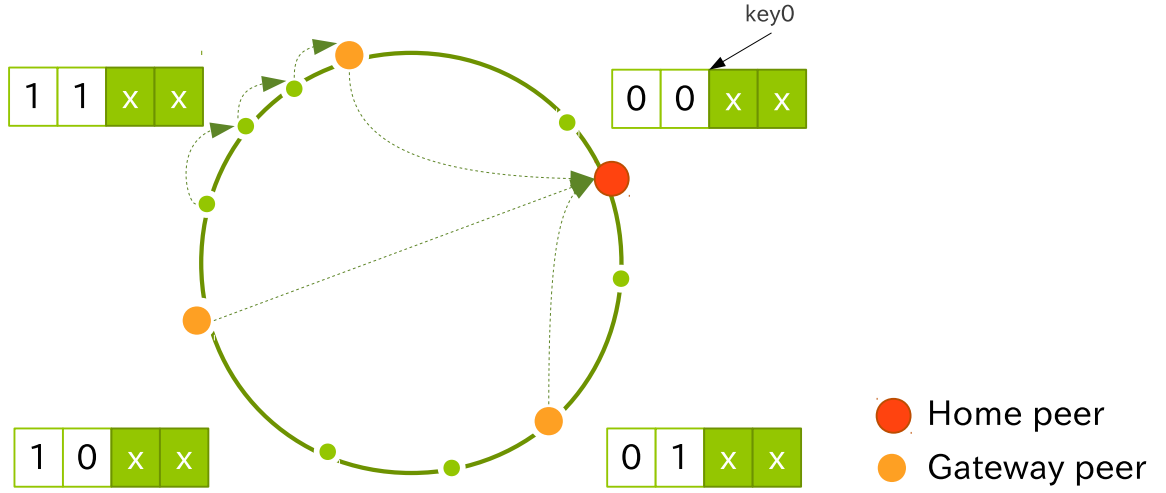 key0
1 1 x x
0 0 x x
1 0 x x
0 1 x x
Home peer
Gateway peer